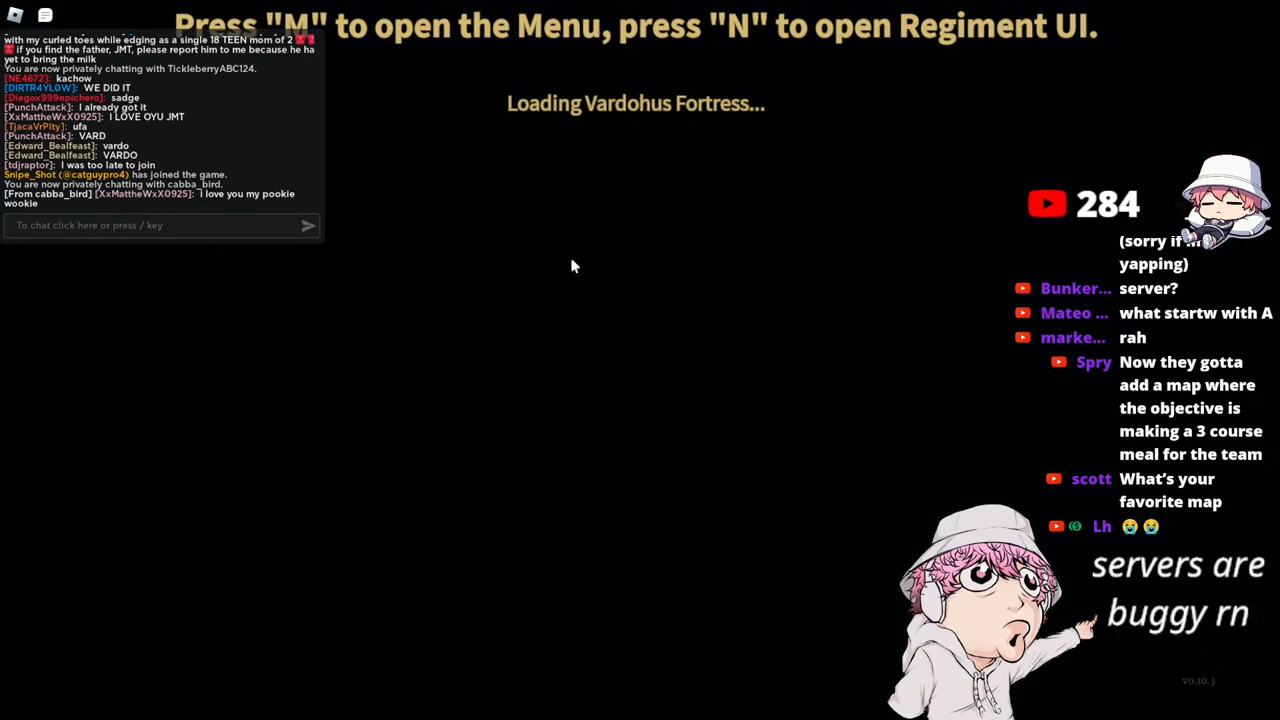 Press "M" to open the Menu, press "N" to open Regiment UI.
Loading Vardohus Fortress...
with my curled toes while edging as a single 18 TEEN mom of 2
if you find the father, JMT, please report him to me because he ha
yet to bring the milk
You are now privately chatting with TickleberryABC124.
[NE4672]: kachow
[DIRTR4YL0W]: WE DID IT
[Diegox999epichero]: sadge
[PunchAttack]: I already got it
[XxMattheWxX0925]: I LOVE OYU JMT
[TjacaVrPlty]: ufa
[PunchAttack]: VARD
[Edward_Bealfeast]: vardo
[Edward_Bealfeast]: VARDO
[tdjraptor]: I was too late to join
Snipe_Shot (@catguypro4) has joined the game.
You are now privately chatting with cabba_bird.
[From cabba_bird] [XxMattheWxX0925]: i love you my pookie
wookie
To chat click here or press / key
284
(sorry if
yapping)
Bunker... server?
Mateo ... what startw with A
marke... rah
Spry Now they gotta
add a map where
the objective is
making a 3 course
meal for the team
scott What's your
favorite map
Lh 😭😭
servers are
buggy rn
v0.10.3